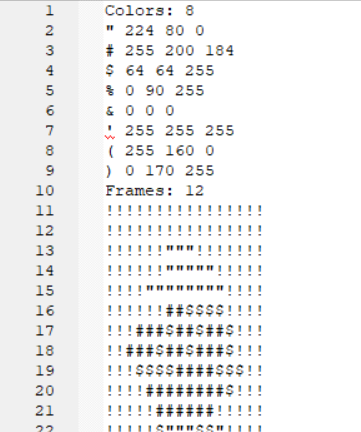 1 Colors: 8
2 " 224 80 0
3 # 255 200 184
4 $ 64 64 255
5 % 0 90 255
6 & 0 0 0
7 ' 255 255 255
8 ( 255 160 0
9 ) 0 170 255
10 Frames: 12
11 !!!!!!!!!!!!!!!!
12 !!!!!!!!!!!!!!!!
13 !!!!!!"""!!!!!!!
14 !!!!!!"""""!!!!!
15 !!!!""""""""!!!!
16 !!!!!!##$$$$!!!!
17 !!!###$##$##$!!!
18 !!###$##$###$!!!
19 !!!$$$$####$$$!!
20 !!!!########$!!!
21 !!!!!######!!!!!
22 !!!!!$"""$$"!!!!